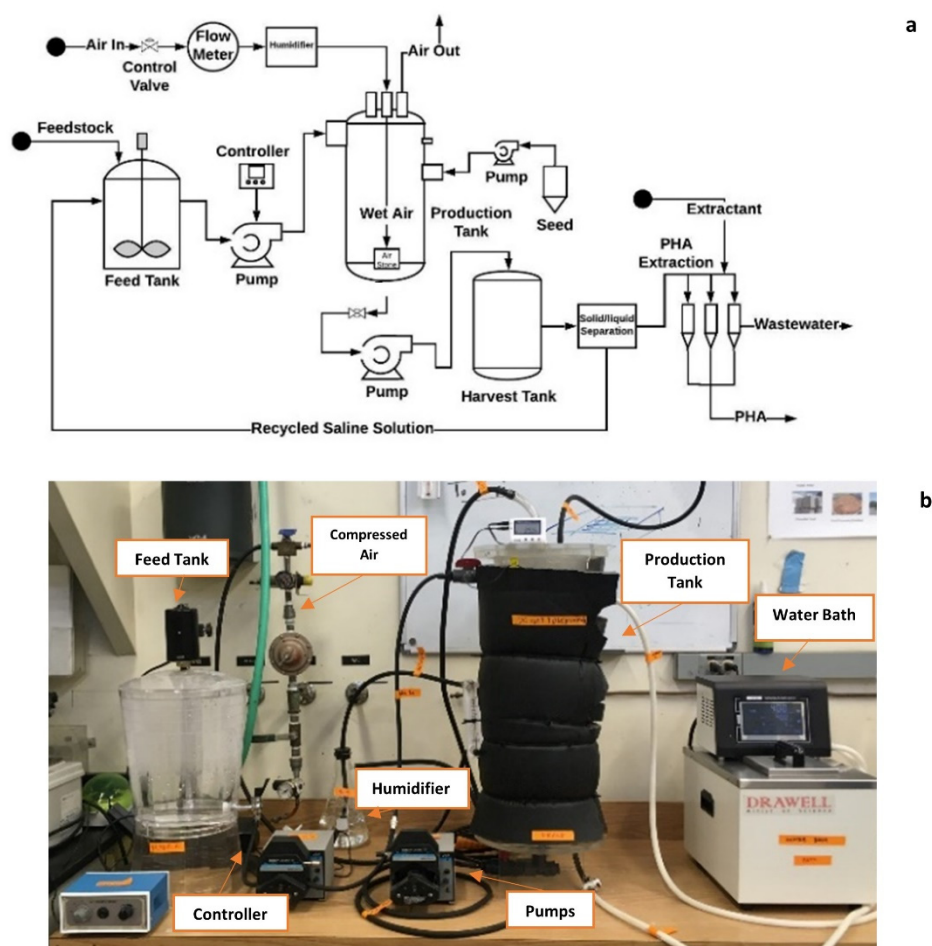 a
Air In
Control
Valve
Flow
Meter
Humidifier
Air Out
Feedstock
Controller
Feed Tank
Pump
Wet Air
Air
Stone
Production
Tank
Pump
Seed
Extractant
PHA
Extraction
Wastewater
PHA
Solid/liquid
Separation
Pump
Harvest Tank
Recycled Saline Solution
b
Feed Tank
Compressed
Air
Production
Tank
Water Bath
Humidifier
Controller
Pumps
DRAWELL